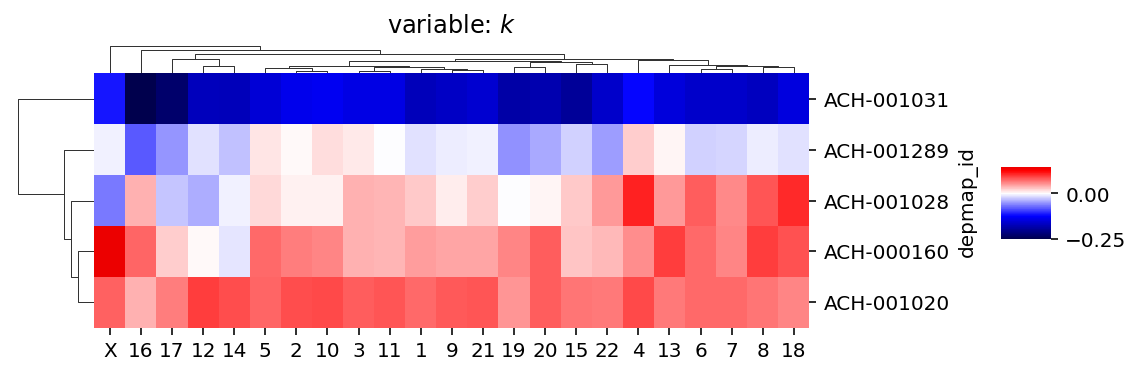 variable: k
ACH-001031
ACH-001289
ACH-001028
ACH-000160
ACH-001020
depmap_id
0.00
−0.25
X 16 17 12 14 5 2 10 3 11 1 9 21 19 20 15 22 4 13 6 7 8 18